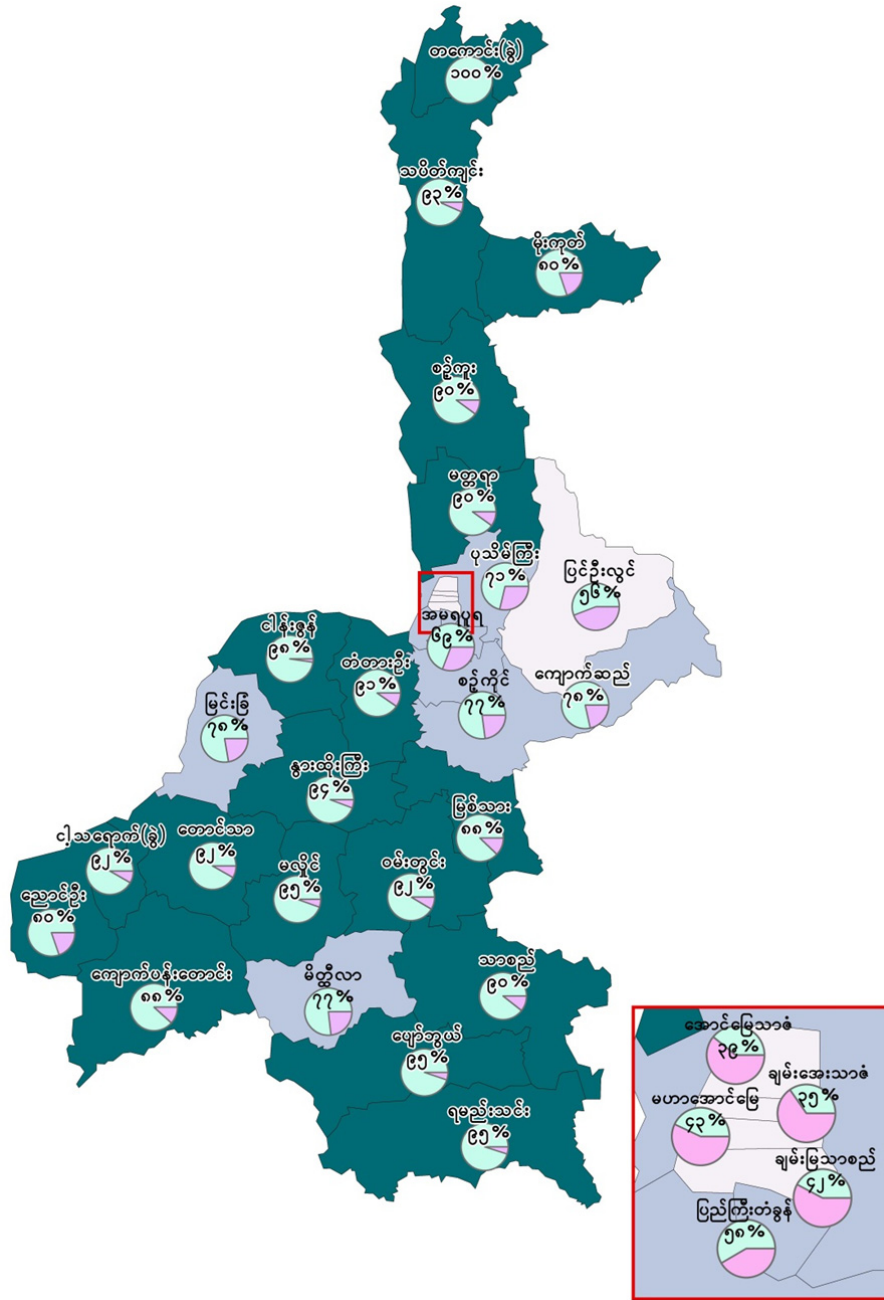 တကောင်း(ခွဲ)
၁၀၀%
သပိတ်ကျင်း
၉၃%
မိုးကုတ်
၈၀%
စဉ့်ကူး
၉၀%
မတ္တရာ
၉၀%
ပုသိမ်ကြီး
၇၁%
ပြင်ဦးလွင်
၅၆%
အမရပူရ
၆၉%
ငါန်းဇွန်
၉၈%
တံတားဦး
၉၁%
စဉ့်ကိုင်
၇၇%
ကျောက်ဆည်
၇၈%
မြင်းခြံ
၇၈%
နွားထိုးကြီး
၉၄%
မြစ်သား
၈၈%
ငါ့သရောက်(ခွဲ)
၉၂%
တောင်သာ
၉၂%
မလှိုင်
၉၅%
ဝမ်းတွင်း
၉၂%
ညောင်ဦး
၈၀%
ကျောက်ပန်းတောင်း
၈၈%
မိတ္ထီလာ
၇၇%
သာစည်
၉၀%
ပျော်ဘွယ်
၉၅%
ရမည်းသင်း
၉၅%
အောင်မြေသာဇံ
၃၉%
ချမ်းအေးသာဇံ
၃၅%
မဟာအောင်မြေ
၄၃%
ချမ်းမြသာစည်
၄၂%
ပြည်ကြီးတံခွန်
၅၈%